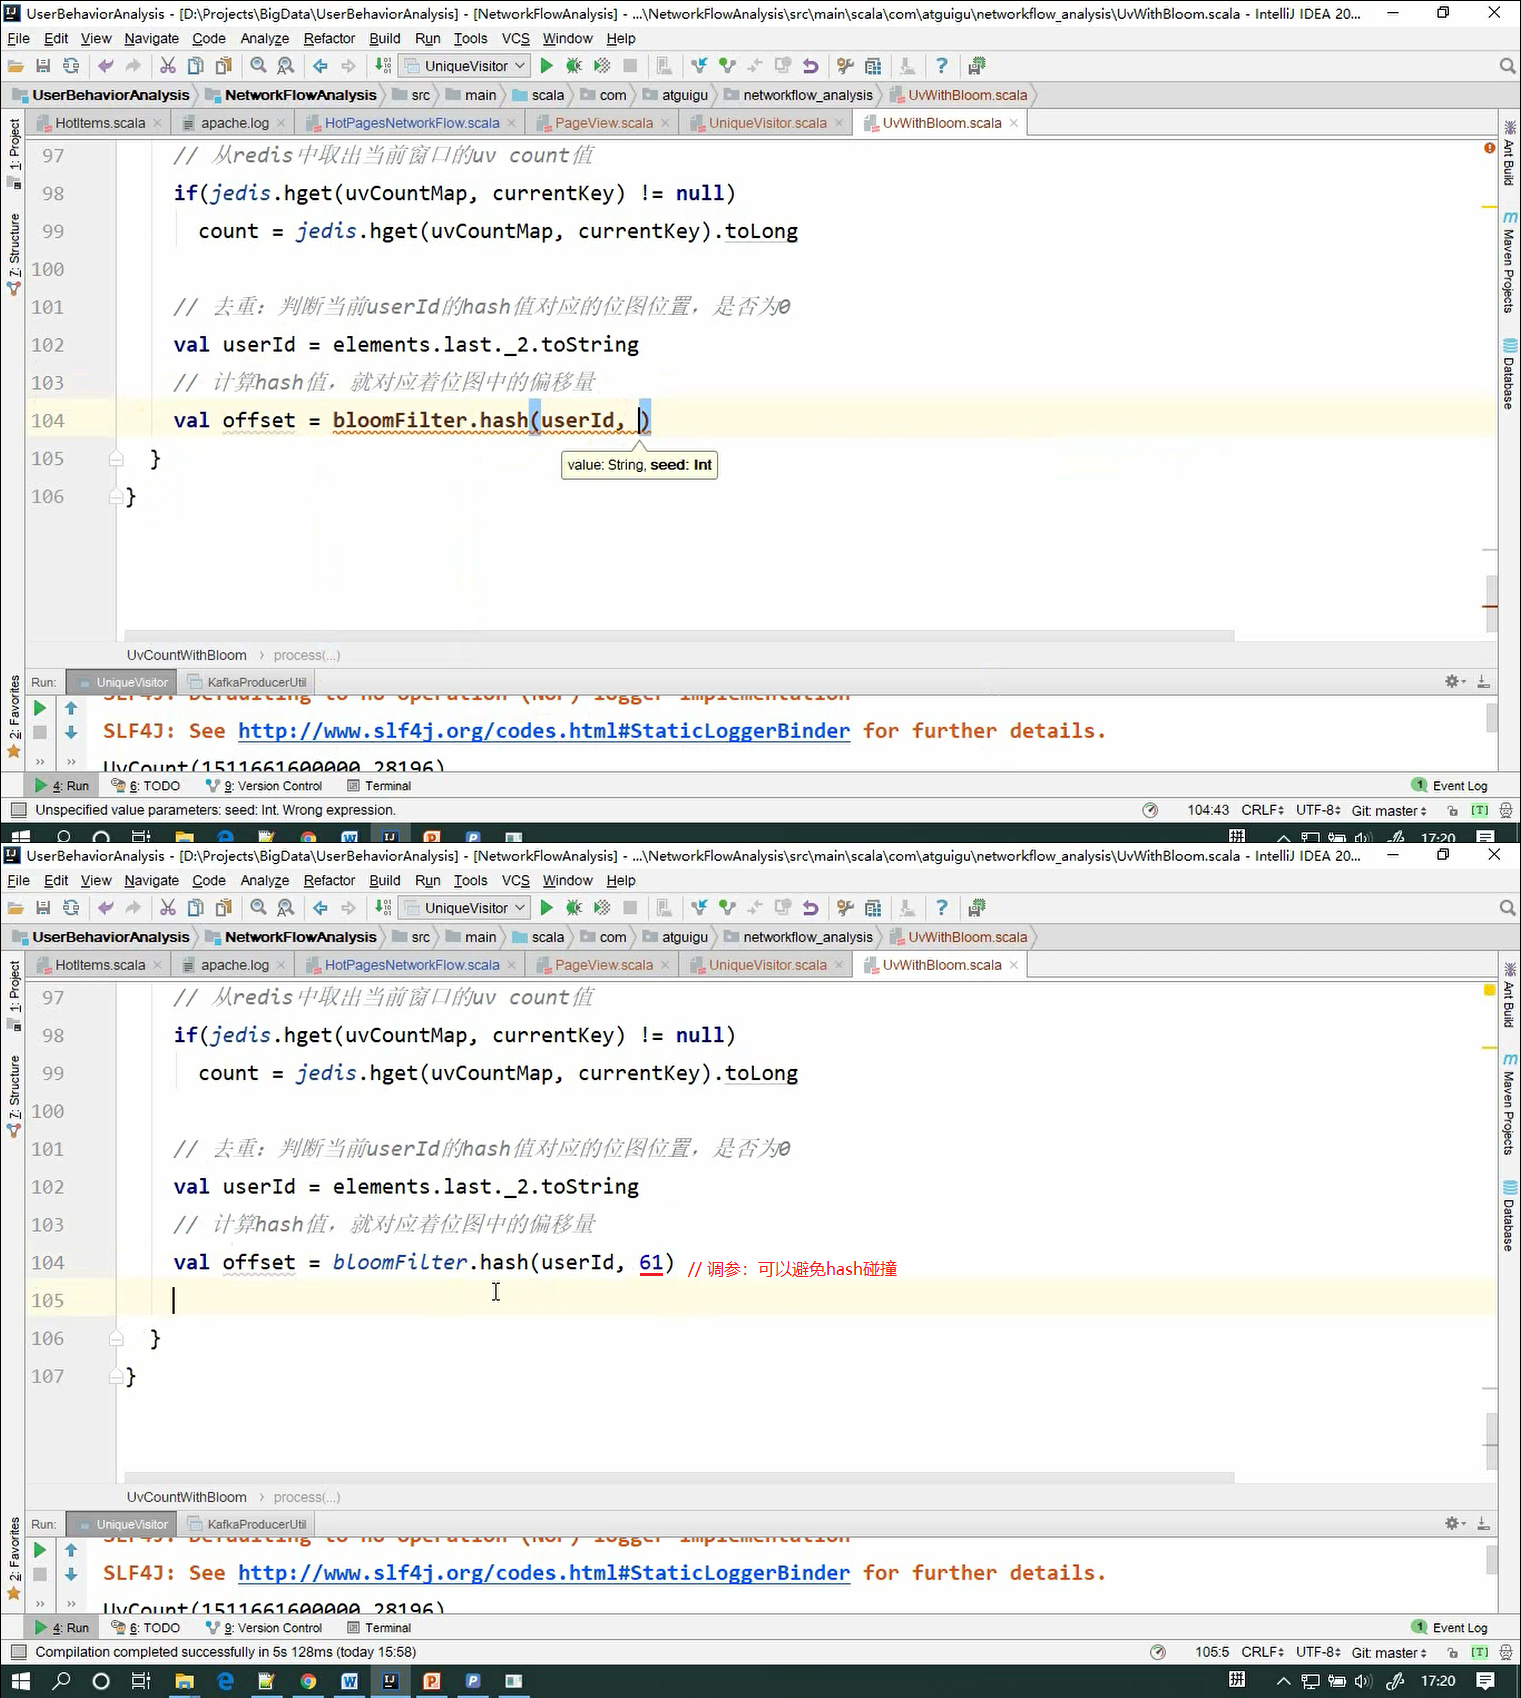 UserBehaviorAnalysis - [D:\Projects\BigData\UserBehaviorAnalysis] - [NetworkFlowAnalysis] - ...\NetworkFlowAnalysis\src\main\scala\com\atguigu\networkflow_analysis\UvWithBloom.scala - IntelliJ IDEA 20...
File Edit View Navigate Code Analyze Refactor Build Run Tools VCS Window Help
UniqueVisitor
UserBehaviorAnalysis NetworkFlowAnalysis src main scala com atguigu networkflow_analysis UvWithBloom.scala
HotItems.scala apache.log HotPagesNetworkFlow.scala PageView.scala UniqueVisitor.scala UvWithBloom.scala
1: Project
7: Structure
2: Favorites
Ant Build
Maven Projects
Database
97 // 从redis中取出当前窗口的uv count值
98 if(jedis.hget(uvCountMap, currentKey) != null)
99 count = jedis.hget(uvCountMap, currentKey).toLong
100
101 // 去重：判断当前userId的hash值对应的位图位置，是否为0
102 val userId = elements.last._2.toString
103 // 计算hash值，就对应着位图中的偏移量
104 val offset = bloomFilter.hash(userId, )
value: String, seed: Int
105 }
106 }
UvCountWithBloom › process(...)
Run: UniqueVisitor KafkaProducerUtil
SLF4J: Defaulting to no-operation (NOP) logger implementation
SLF4J: See http://www.slf4j.org/codes.html#StaticLoggerBinder for further details.
UvCount(1511661600000,28196)
4: Run 6: TODO 9: Version Control Terminal 1 Event Log
Unspecified value parameters: seed: Int. Wrong expression. 104:43 CRLF UTF-8 Git: master [T]
拼 17:20
UserBehaviorAnalysis - [D:\Projects\BigData\UserBehaviorAnalysis] - [NetworkFlowAnalysis] - ...\NetworkFlowAnalysis\src\main\scala\com\atguigu\networkflow_analysis\UvWithBloom.scala - IntelliJ IDEA 20...
File Edit View Navigate Code Analyze Refactor Build Run Tools VCS Window Help
UniqueVisitor
UserBehaviorAnalysis NetworkFlowAnalysis src main scala com atguigu networkflow_analysis UvWithBloom.scala
HotItems.scala apache.log HotPagesNetworkFlow.scala PageView.scala UniqueVisitor.scala UvWithBloom.scala
1: Project
7: Structure
2: Favorites
Ant Build
Maven Projects
Database
97 // 从redis中取出当前窗口的uv count值
98 if(jedis.hget(uvCountMap, currentKey) != null)
99 count = jedis.hget(uvCountMap, currentKey).toLong
100
101 // 去重：判断当前userId的hash值对应的位图位置，是否为0
102 val userId = elements.last._2.toString
103 // 计算hash值，就对应着位图中的偏移量
104 val offset = bloomFilter.hash(userId, 61) // 调参：可以避免hash碰撞
105
106 }
107 }
UvCountWithBloom › process(...)
Run: UniqueVisitor KafkaProducerUtil
SLF4J: Defaulting to no-operation (NOP) logger implementation
SLF4J: See http://www.slf4j.org/codes.html#StaticLoggerBinder for further details.
UvCount(1511661600000,28196)
4: Run 6: TODO 9: Version Control Terminal 1 Event Log
Compilation completed successfully in 5s 128ms (today 15:58) 105:5 CRLF UTF-8 Git: master [T]
拼 17:20